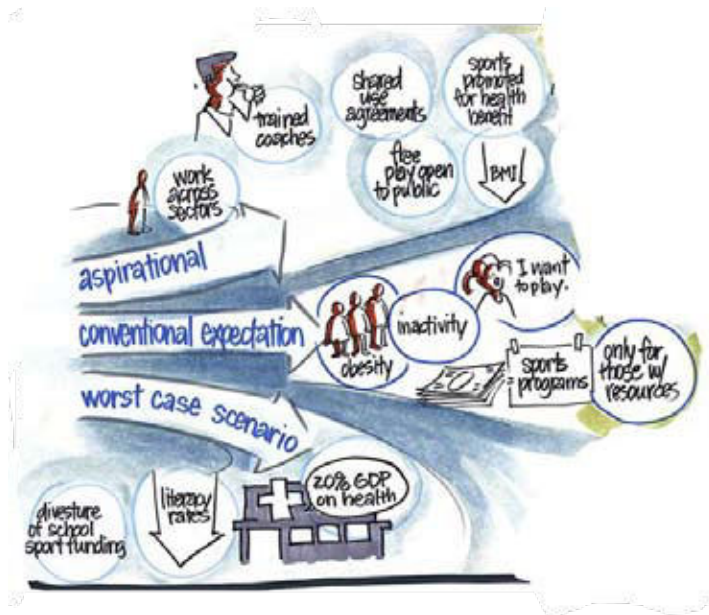 trained
coaches
shared
use
agreements
sports
promoted
for health
benefit
work
across
sectors
free
play open
to public
BMI
aspirational
conventional expectation
worst case scenario
obesity
inactivity
I want
to play.
sports
programs
only for
those w/
resources
divesture
of school
sport funding
literacy
rates
20% GDP
on health